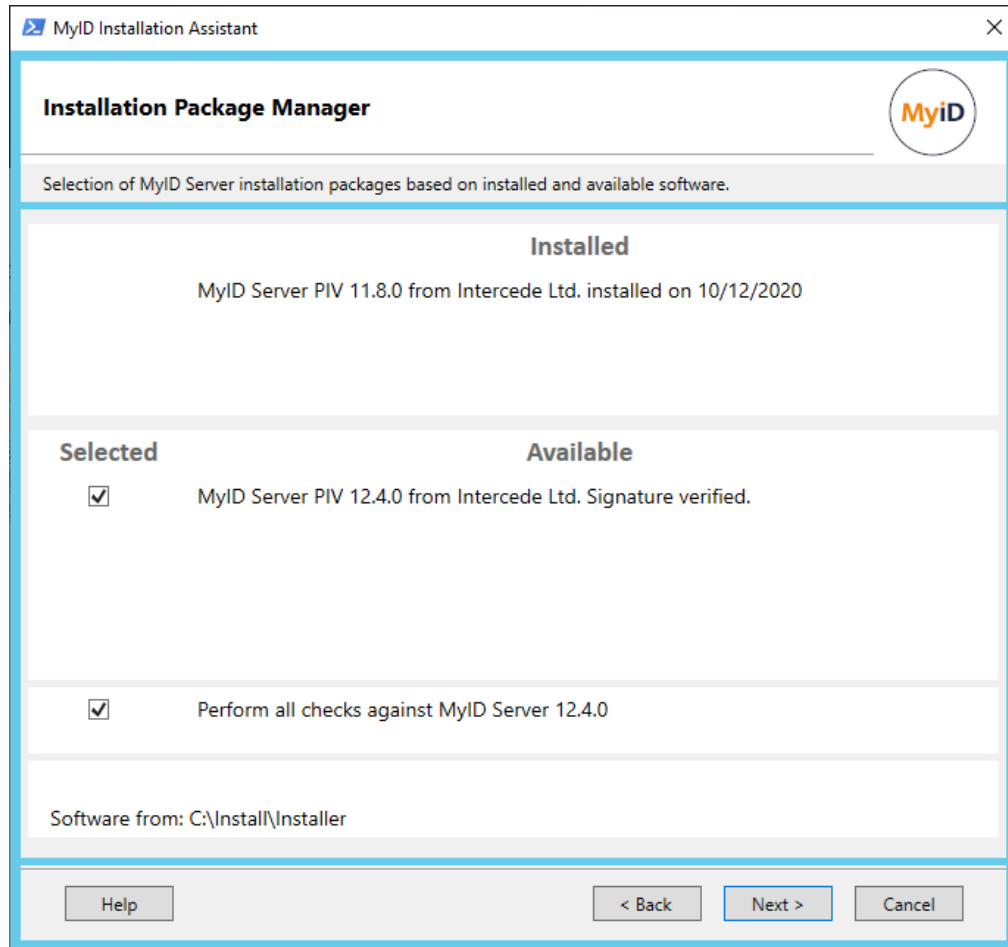 MyID Installation Assistant
Installation Package Manager
MyiD
Selection of MyID Server installation packages based on installed and available software.
Installed
MyID Server PIV 11.8.0 from Intercede Ltd. installed on 10/12/2020
Selected Available
MyID Server PIV 12.4.0 from Intercede Ltd. Signature verified.
Perform all checks against MyID Server 12.4.0
Software from: C:\Install\Installer
Help < Back Next > Cancel